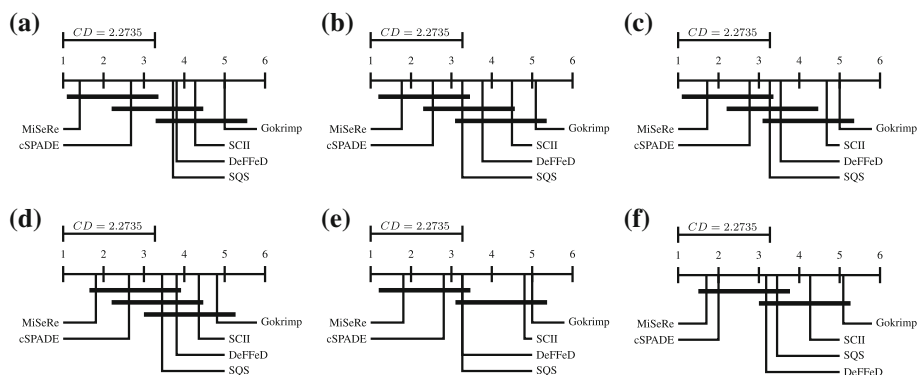 (a) (b) (c)
CD = 2.2735 CD = 2.2735 CD = 2.2735
1 2 3 4 5 6 1 2 3 4 5 6 1 2 3 4 5 6
MiSeRe Gokrimp MiSeRe Gokrimp MiSeRe Gokrimp
cSPADE SCII cSPADE SCII cSPADE SCII
DeFFeD DeFFeD DeFFeD
SQS SQS SQS
(d) (e) (f)
CD = 2.2735 CD = 2.2735 CD = 2.2735
1 2 3 4 5 6 1 2 3 4 5 6 1 2 3 4 5 6
MiSeRe Gokrimp MiSeRe Gokrimp MiSeRe Gokrimp
cSPADE SCII cSPADE SCII cSPADE SCII
DeFFeD DeFFeD SQS
SQS SQS DeFFeD